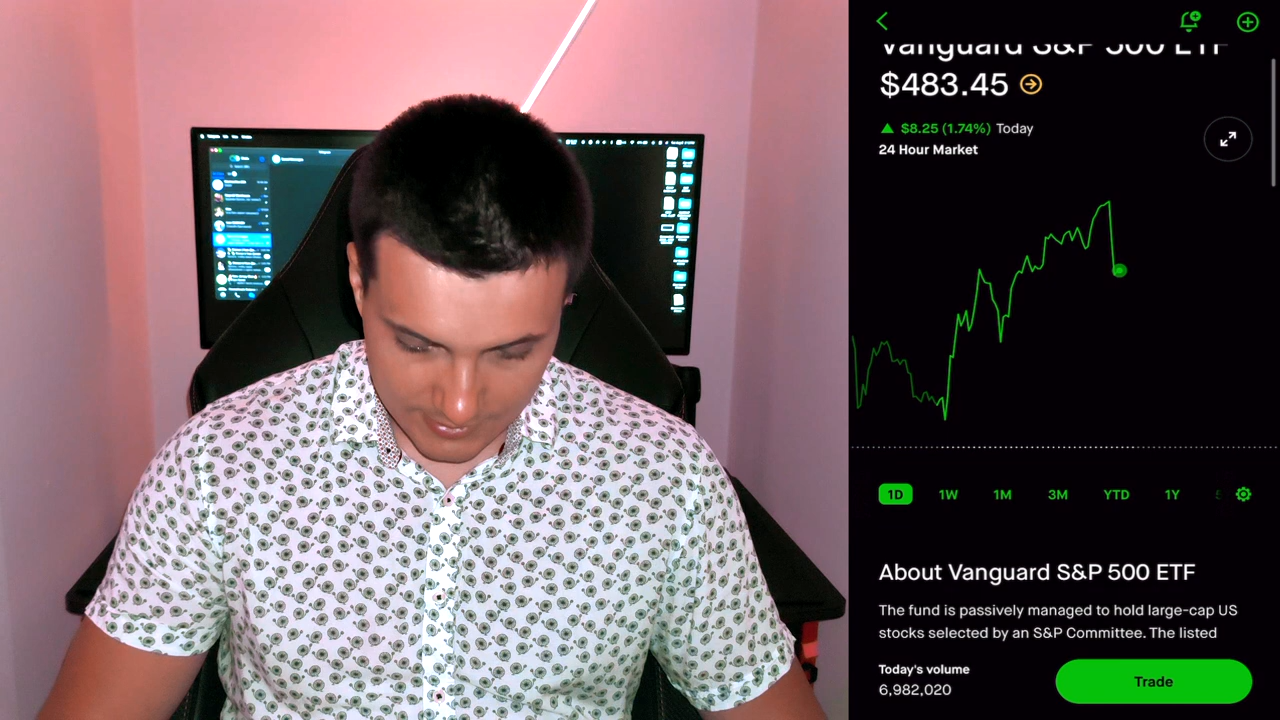 Vanguard S&P 500 ETF
$483.45
$8.25 (1.74%) Today
24 Hour Market
1D 1W 1M 3M YTD 1Y
About Vanguard S&P 500 ETF
The fund is passively managed to hold large-cap US
stocks selected by an S&P Committee. The listed
Today's volume
6,982,020
Trade